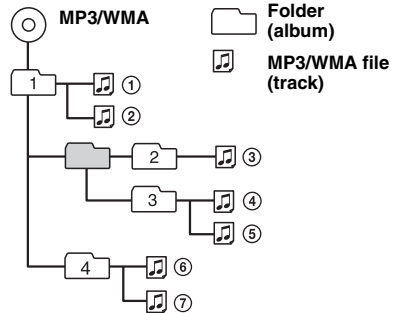 MP3/WMA
Folder
(album)
MP3/WMA file
(track)
1
①
②
2
③
3
④
⑤
4
⑥
⑦